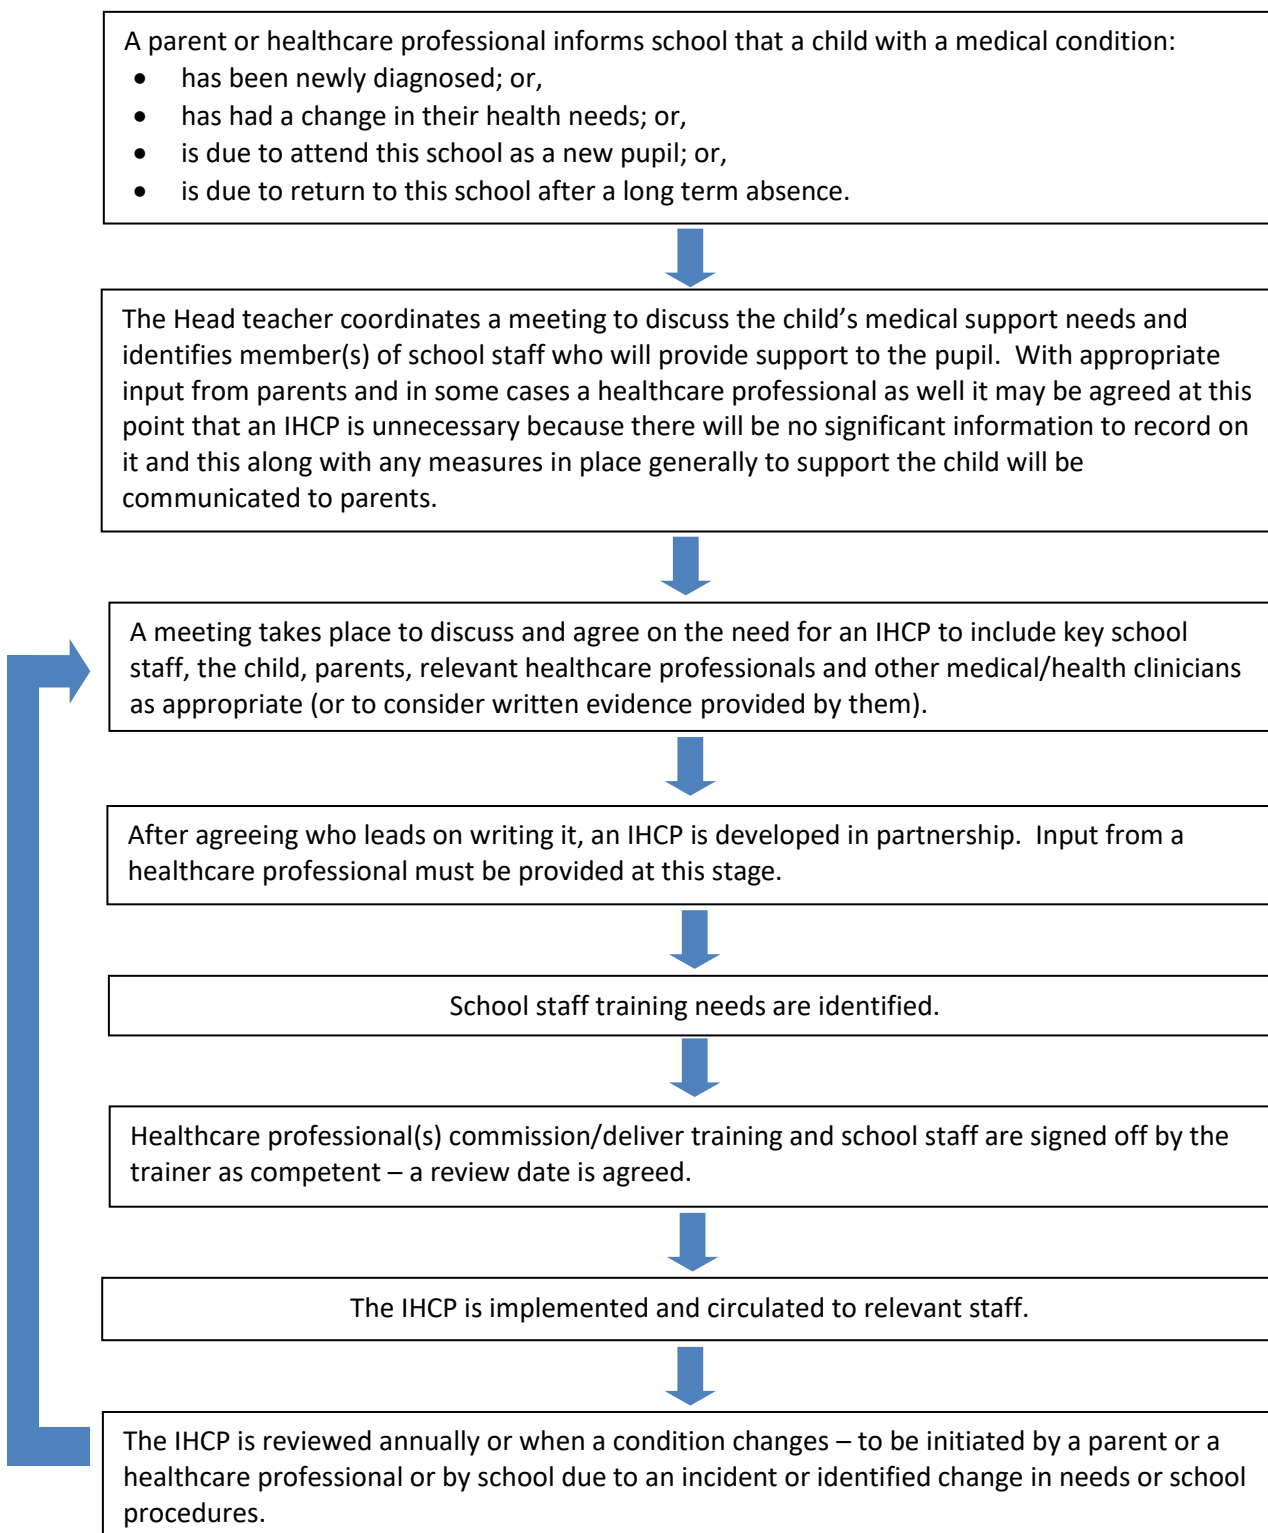 A parent or healthcare professional informs school that a child with a medical condition:
• has been newly diagnosed; or,
• has had a change in their health needs; or,
• is due to attend this school as a new pupil; or,
• is due to return to this school after a long term absence.
The Head teacher coordinates a meeting to discuss the child’s medical support needs and
identifies member(s) of school staff who will provide support to the pupil.  With appropriate
input from parents and in some cases a healthcare professional as well it may be agreed at this
point that an IHCP is unnecessary because there will be no significant information to record on
it and this along with any measures in place generally to support the child will be
communicated to parents.
A meeting takes place to discuss and agree on the need for an IHCP to include key school
staff, the child, parents, relevant healthcare professionals and other medical/health clinicians
as appropriate (or to consider written evidence provided by them).
After agreeing who leads on writing it, an IHCP is developed in partnership.  Input from a
healthcare professional must be provided at this stage.
School staff training needs are identified.
Healthcare professional(s) commission/deliver training and school staff are signed off by the
trainer as competent – a review date is agreed.
The IHCP is implemented and circulated to relevant staff.
The IHCP is reviewed annually or when a condition changes – to be initiated by a parent or a
healthcare professional or by school due to an incident or identified change in needs or school
procedures.